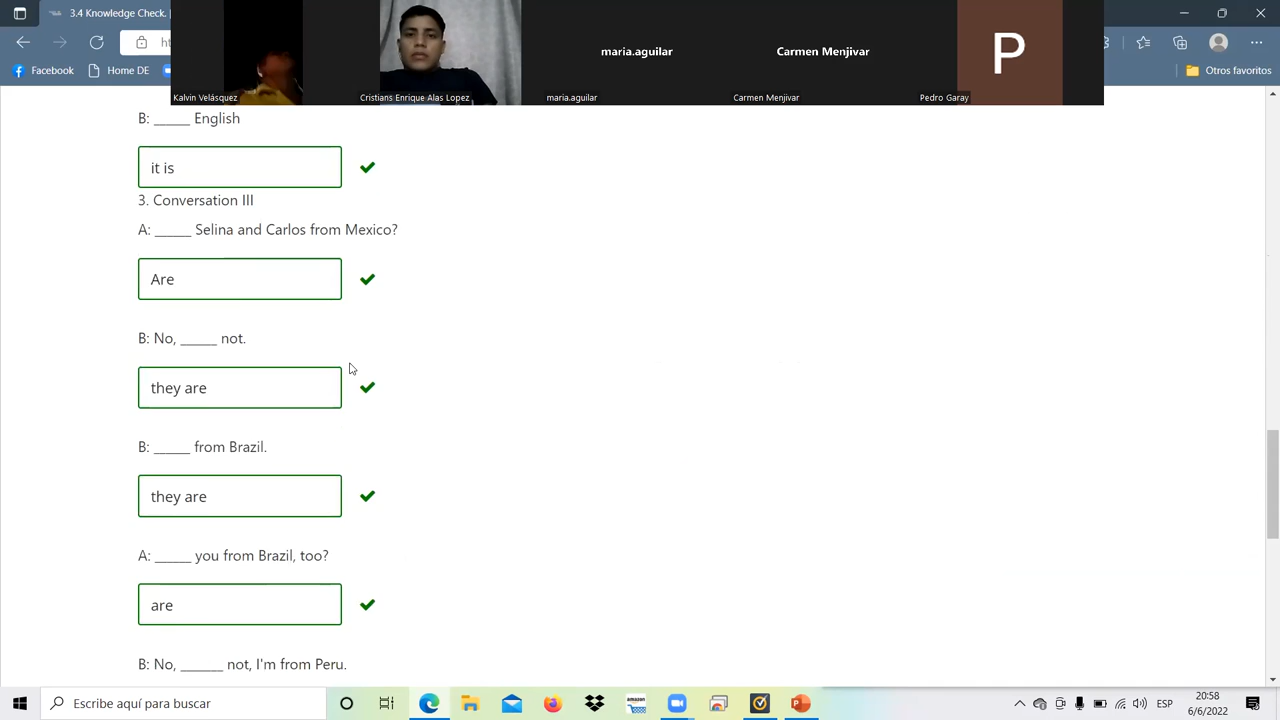 3.4 Knowledge Check
Facebook
Home DE
Otros favoritos
maria.aguilar
Carmen Menjivar
P
Kalvin Velásquez
Cristians Enrique Alas Lopez
maria.aguilar
Carmen Menjivar
Pedro Garay
B: _____ English
it is
3. Conversation III
A: _____ Selina and Carlos from Mexico?
Are
B: No, _____ not.
they are
B: _____ from Brazil.
they are
A: _____ you from Brazil, too?
are
B: No, ______ not, I'm from Peru.
Escribe aquí para buscar
amazon
ESP
20:58
6/6/2022